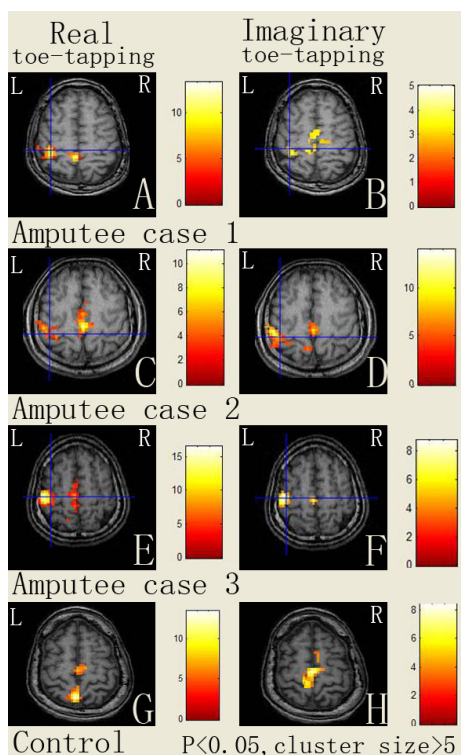 Real Imaginary
toe-tapping toe-tapping
L R R
10
5
0
A
5
4
3
2
1
0
B
Amputee case 1
L R
10
8
6
4
2
0
C
L R
10
5
0
D
Amputee case 2
L R
15
10
5
0
E
R
8
6
4
2
0
F
Amputee case 3
L
10
5
0
G
R
8
6
4
2
0
H
Control P<0.05, cluster size>5